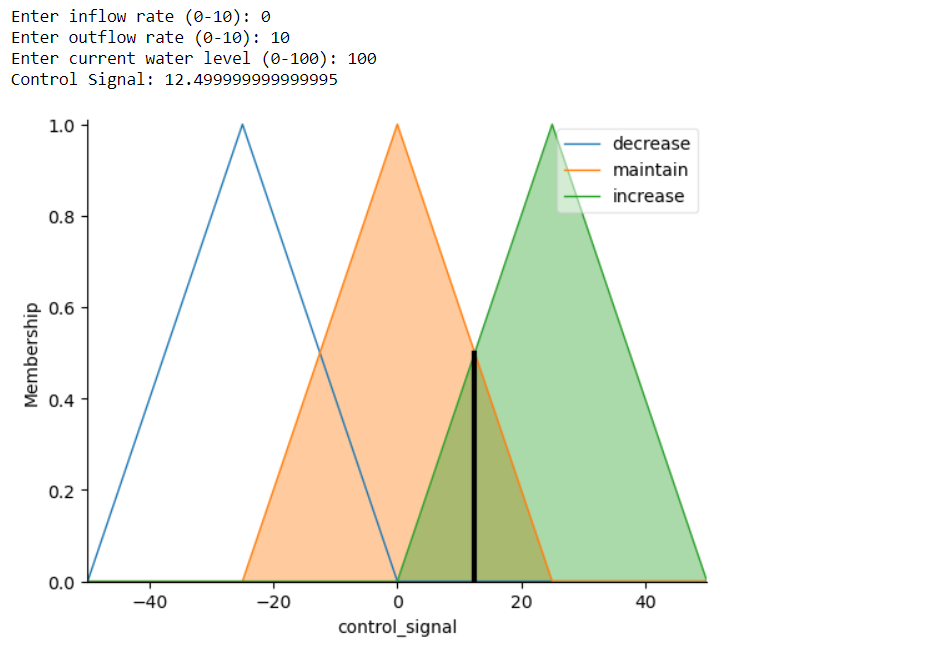 Enter inflow rate (0-10): 0
Enter outflow rate (0-10): 10
Enter current water level (0-100): 100
Control Signal: 12.499999999999995
1.0
decrease
maintain
increase
0.8
0.6
Membership
0.4
0.2
0.0
−40
−20
0
20
40
control_signal